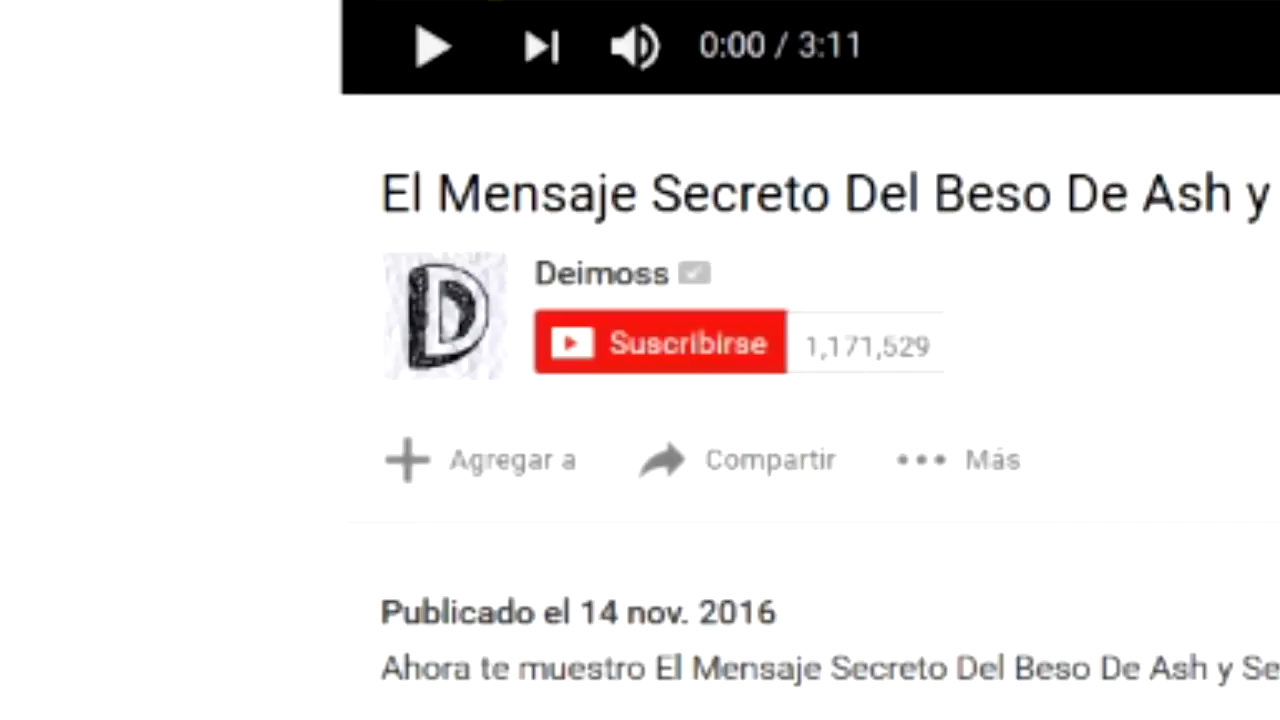 0:00 / 3:11
El Mensaje Secreto Del Beso De Ash y
D
Deimoss
Suscribirse 1,171,529
Agregar a Compartir ••• Más
Publicado el 14 nov. 2016
Ahora te muestro El Mensaje Secreto Del Beso De Ash y Se